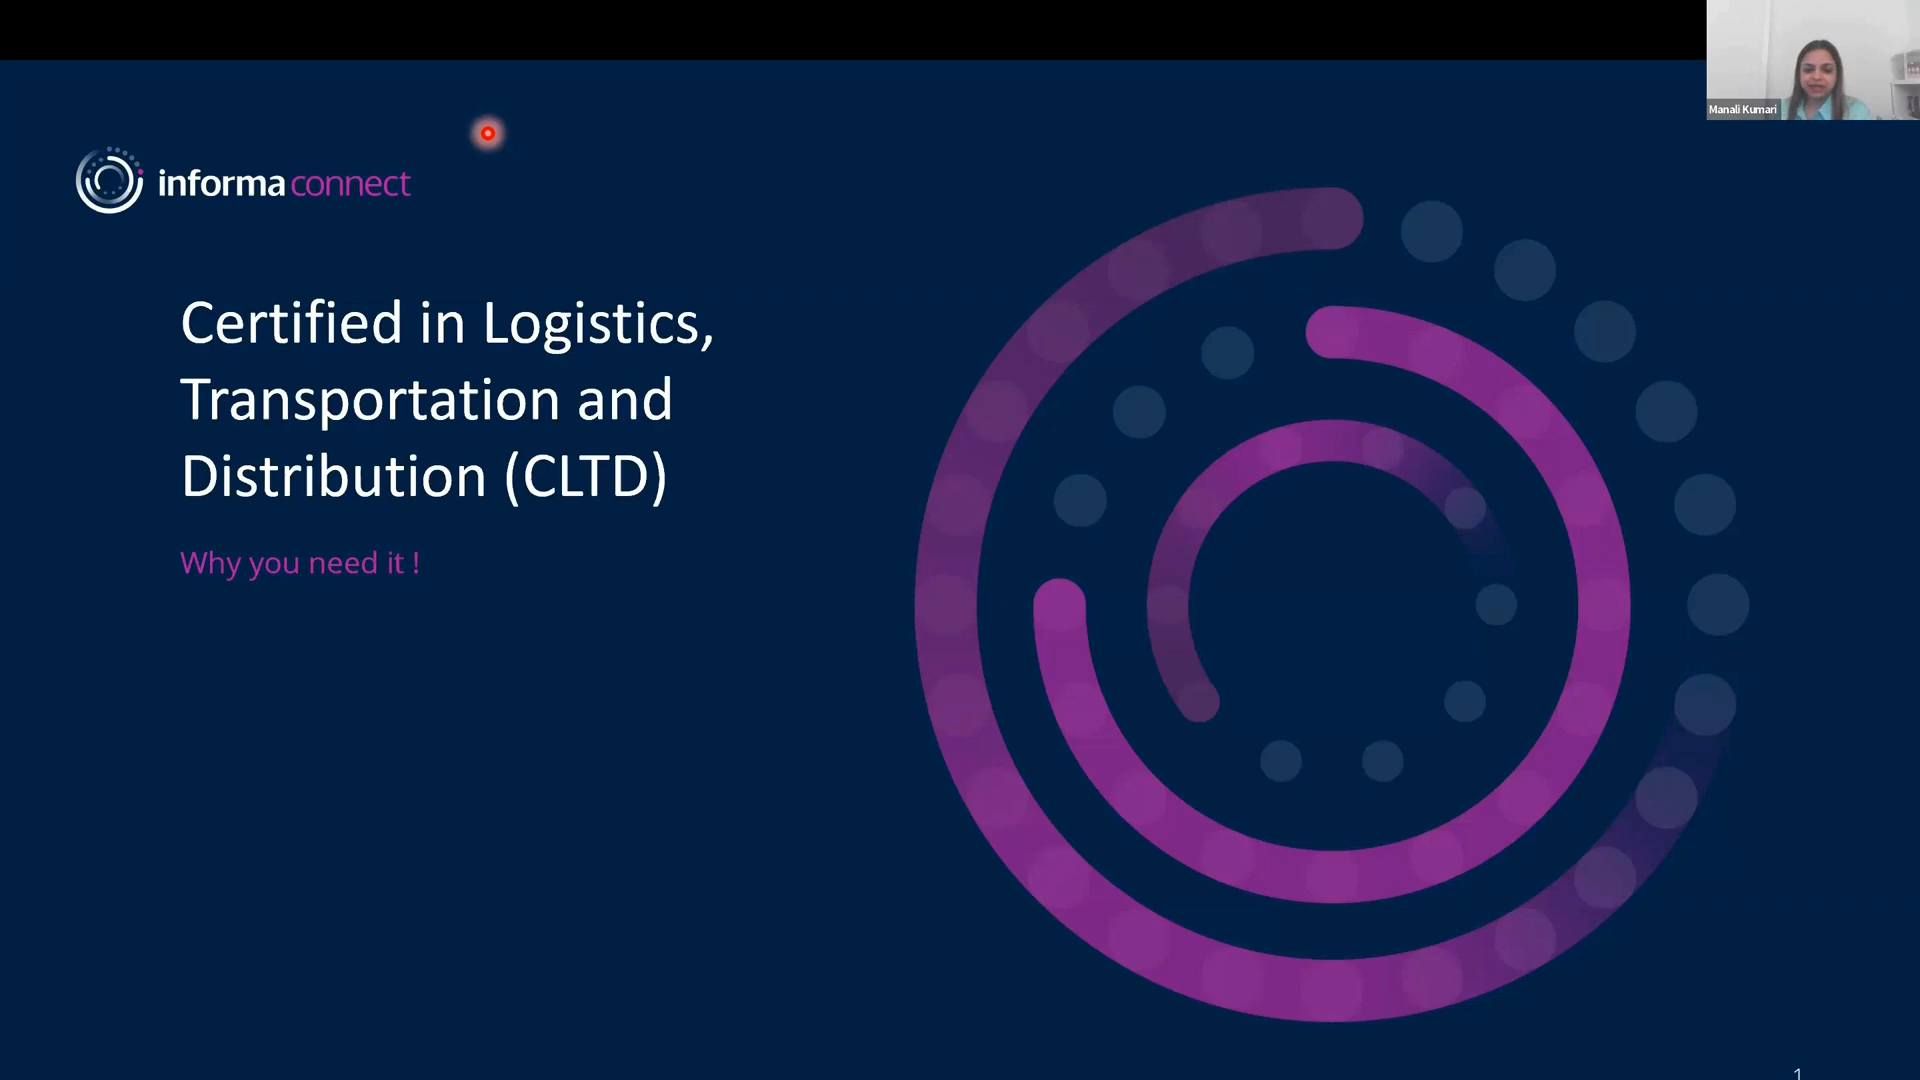 Manali Kumari
informa connect
Certified in Logistics,
Transportation and
Distribution (CLTD)
Why you need it !
1